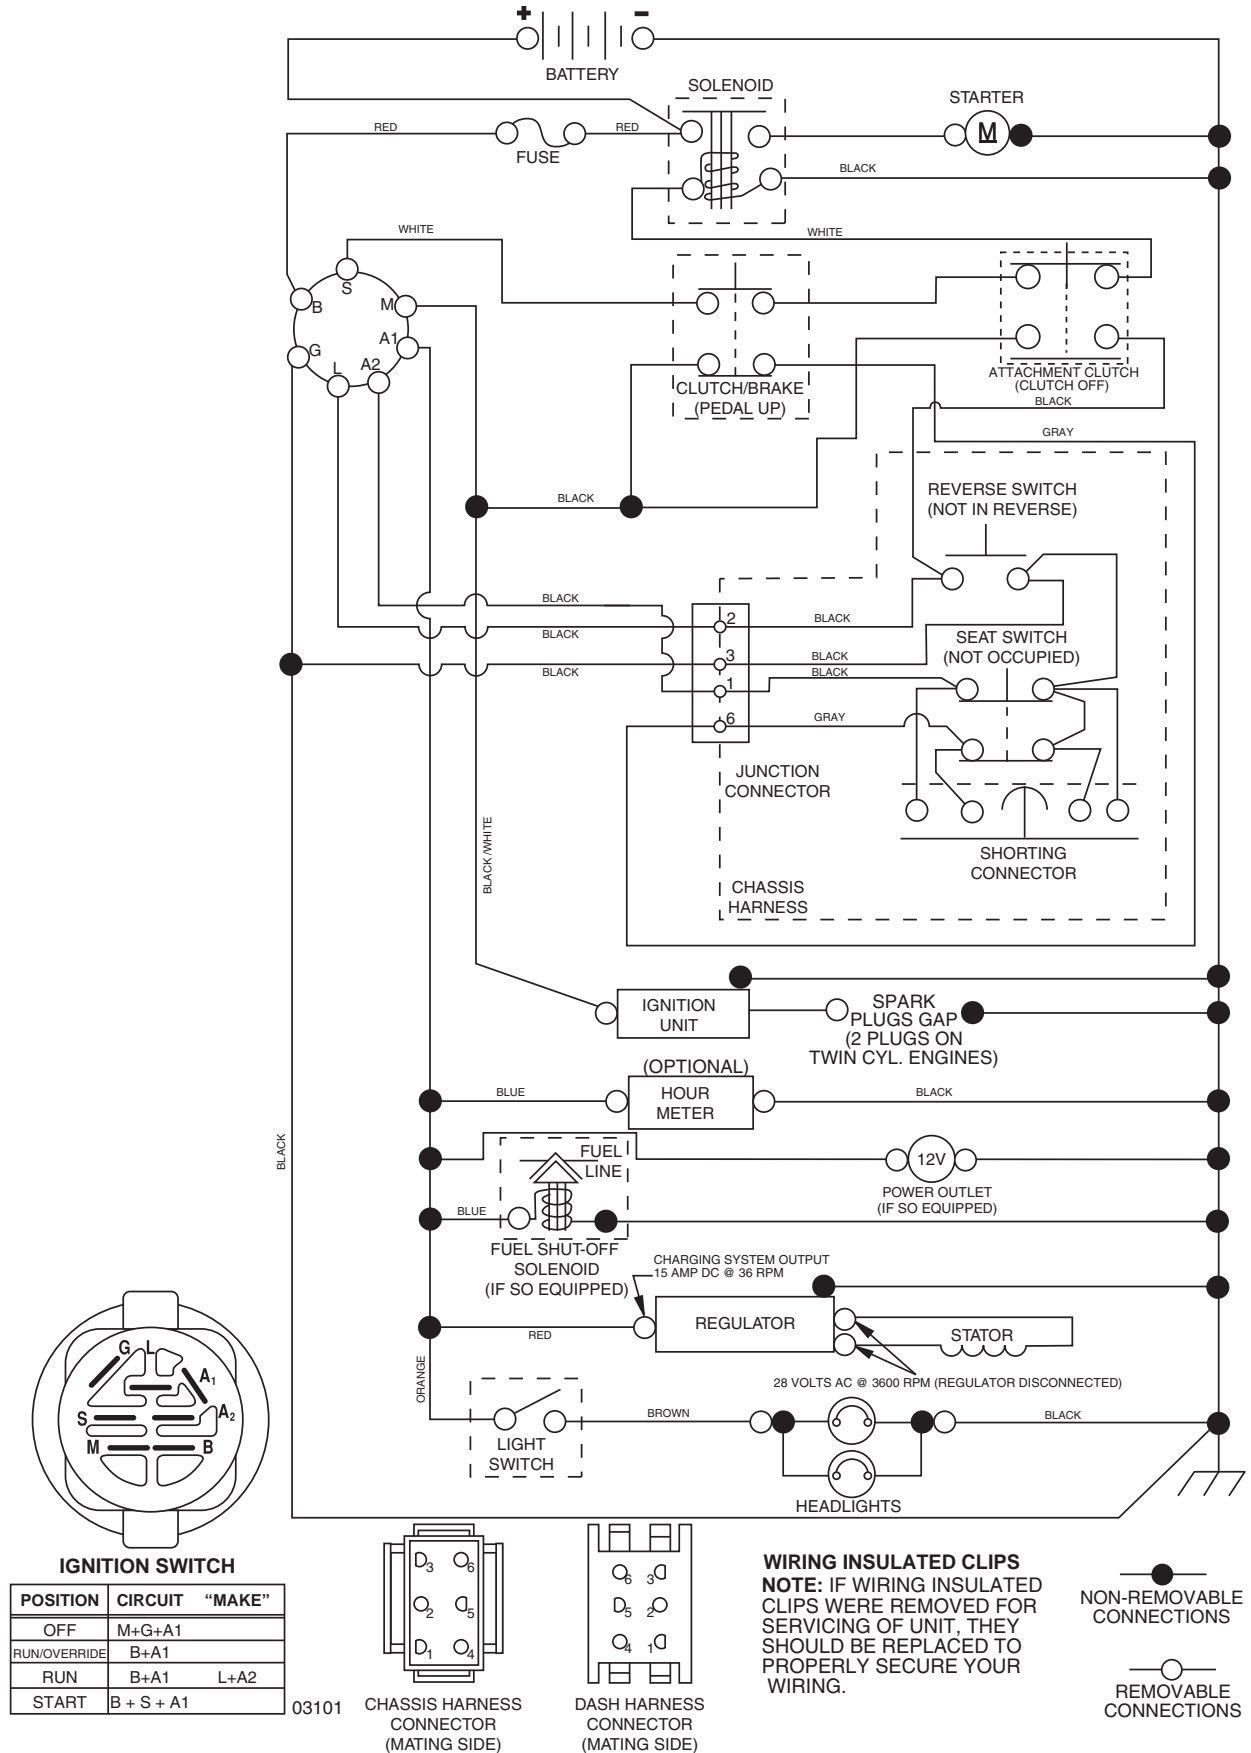 + −
BATTERY
SOLENOID
STARTER
RED
RED
M
FUSE
BLACK
WHITE
WHITE
S
B
M
A1
G
L
A2
CLUTCH/BRAKE
(PEDAL UP)
ATTACHMENT CLUTCH
(CLUTCH OFF)
BLACK
GRAY
REVERSE SWITCH
(NOT IN REVERSE)
BLACK
BLACK
2
BLACK
BLACK
SEAT SWITCH
(NOT OCCUPIED)
3
BLACK
BLACK
1
BLACK
6
GRAY
JUNCTION
CONNECTOR
BLACK /WHITE
SHORTING
CONNECTOR
CHASSIS
HARNESS
IGNITION
UNIT
SPARK
PLUGS GAP
(2 PLUGS ON
TWIN CYL. ENGINES)
(OPTIONAL)
HOUR
METER
BLUE
BLACK
BLACK
FUEL
LINE
12V
POWER OUTLET
(IF SO EQUIPPED)
BLUE
FUEL SHUT-OFF
SOLENOID
(IF SO EQUIPPED)
CHARGING SYSTEM OUTPUT
15 AMP DC @ 36 RPM
REGULATOR
RED
STATOR
28 VOLTS AC @ 3600 RPM (REGULATOR DISCONNECTED)
ORANGE
BROWN
BLACK
LIGHT
SWITCH
HEADLIGHTS
G L
A1
A2
S
M B
IGNITION SWITCH
POSITION CIRCUIT "MAKE"
OFF M+G+A1
RUN/OVERRIDE B+A1
RUN B+A1 L+A2
START B + S + A1
03101
3 6
2 5
1 4
CHASSIS HARNESS
CONNECTOR
(MATING SIDE)
6 3
5 2
4 1
DASH HARNESS
CONNECTOR
(MATING SIDE)
WIRING INSULATED CLIPS
NOTE: IF WIRING INSULATED
CLIPS WERE REMOVED FOR
SERVICING OF UNIT, THEY
SHOULD BE REPLACED TO
PROPERLY SECURE YOUR
WIRING.
NON-REMOVABLE
CONNECTIONS
REMOVABLE
CONNECTIONS